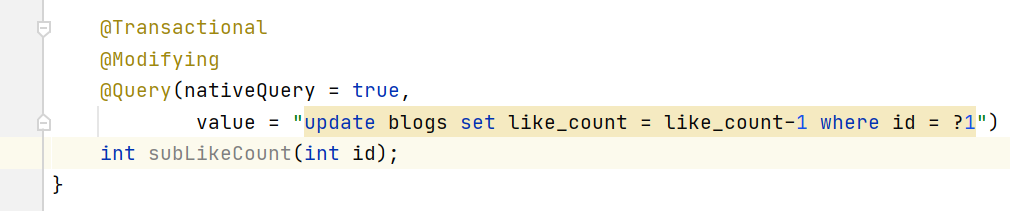 @Transactional
@Modifying
@Query(nativeQuery = true,
value = "update blogs set like_count = like_count-1 where id = ?1")
int subLikeCount(int id);
}